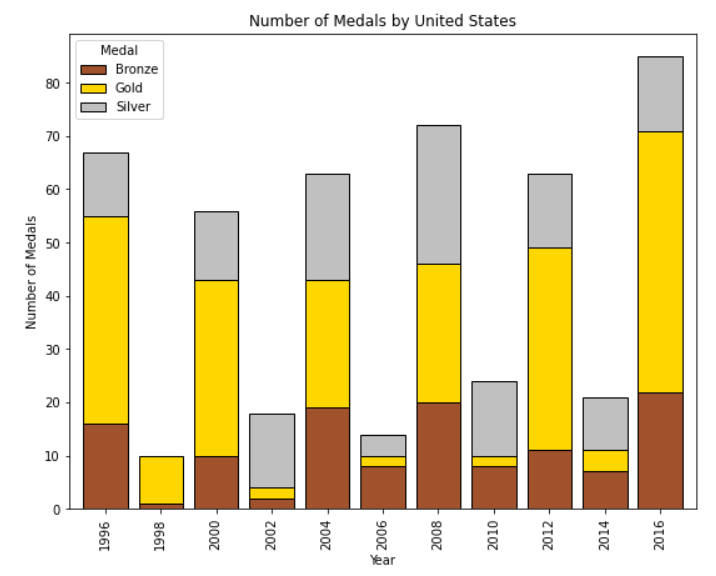 Number of Medals by United States
Medal
Bronze
Gold
Silver
Number of Medals
80
70
60
50
40
30
20
10
0
1996 1998 2000 2002 2004 2006 2008 2010 2012 2014 2016
Year